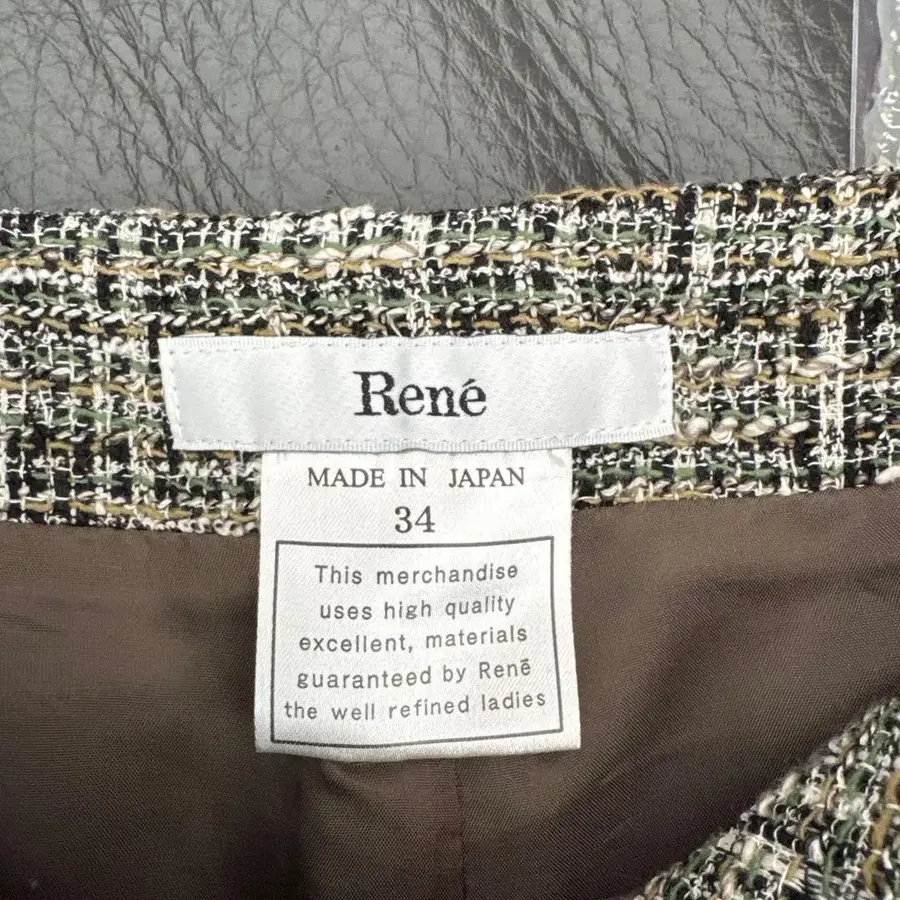 René
MADE IN JAPAN
34
This merchandise
uses high quality
excellent, materials
guaranteed by René
the well refined ladies